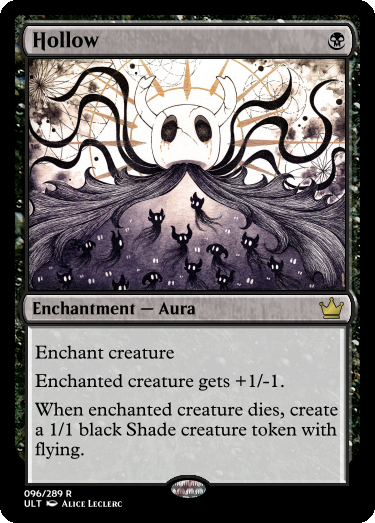 Hollow
Enchantment — Aura
Enchant creature
Enchanted creature gets +1/-1.
When enchanted creature dies, create
a 1/1 black Shade creature token with
flying.
096/289 R
ULT Alice Leclerc